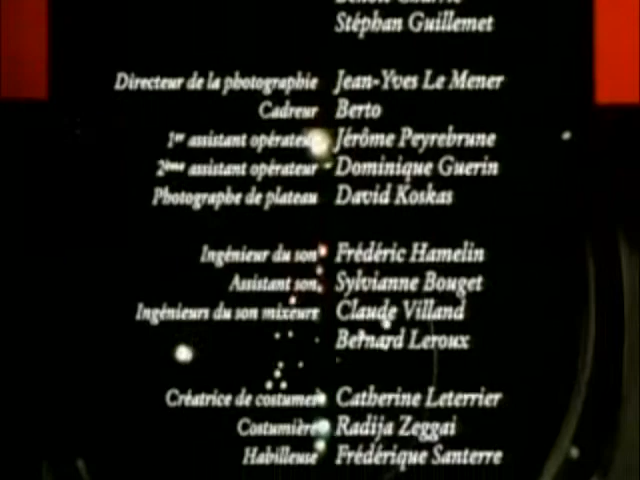 Stéphan Guillemet
Directeur de la photographie Jean-Yves Le Mener
Cadreur Berto
1er assistant opérateur Jérôme Peyrebrune
2ème assistant opérateur Dominique Guerin
Photographe de plateau David Koskas
Ingénieur du son Frédéric Hamelin
Assistant son Sylvianne Bouget
Ingénieurs du son mixeurs Claude Villand
Bernard Leroux
Créatrice de costumes Catherine Leterrier
Costumière Radija Zeggai
Habilleuse Frédérique Santerre